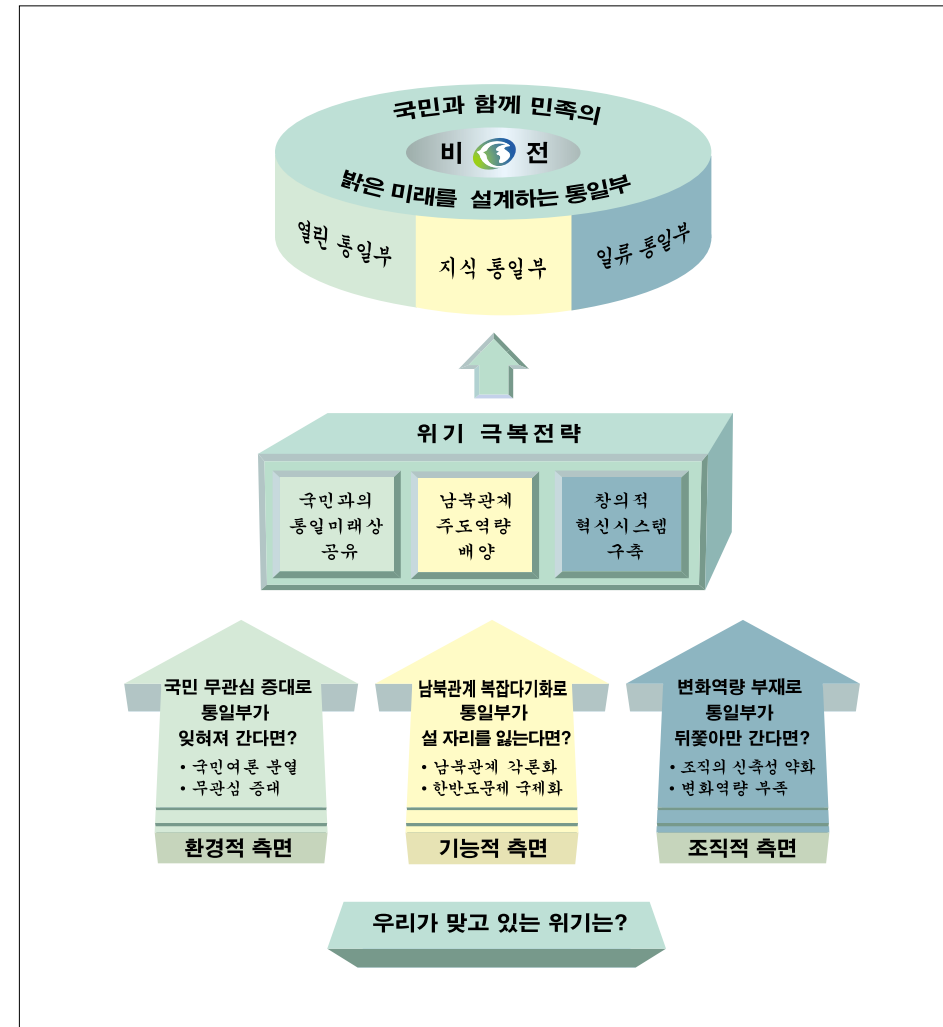 국민과 함께 민족의
비 전
밝은 미래를 설계하는 통일부
열린 통일부
지식 통일부
일류 통일부
위기 극복전략
국민과의
통일미래상
공유
남북관계
주도역량
배양
창의적
혁신시스템
구축
국민 무관심 증대로
통일부가
잊혀져 간다면?
• 국민여론 분열
• 무관심 증대
환경적 측면
남북관계 복잡다기화로
통일부가
설 자리를 잃는다면?
• 남북관계 각론화
• 한반도문제 국제화
기능적 측면
변화역량 부재로
통일부가
뒤쫓아만 간다면?
• 조직의 신축성 약화
• 변화역량 부족
조직적 측면
우리가 맞고 있는 위기는?